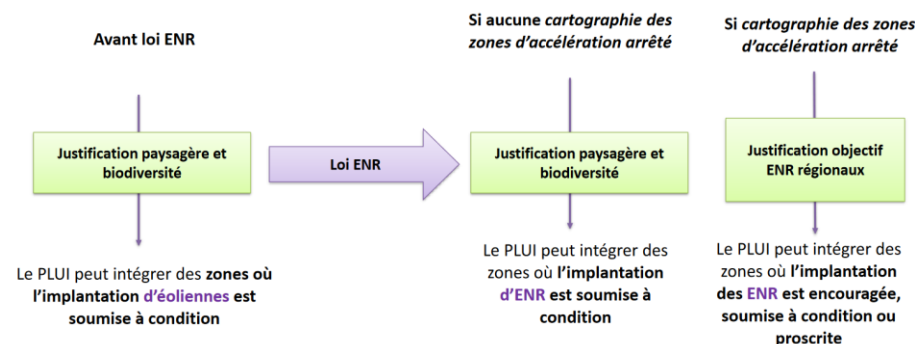 Avant loi ENR
Justification paysagère et
biodiversité
Le PLUI peut intégrer des zones où
l'implantation d'éoliennes est
soumise à condition
Loi ENR
Si aucune cartographie des
zones d'accélération arrêté
Justification paysagère et
biodiversité
Le PLUI peut intégrer des
zones où l'implantation
d'ENR est soumise à
condition
Si cartographie des zones
d'accélération arrêté
Justification objectif
ENR régionaux
Le PLUI peut intégrer des
zones où l'implantation
des ENR est encouragée,
soumise à condition ou
proscrite